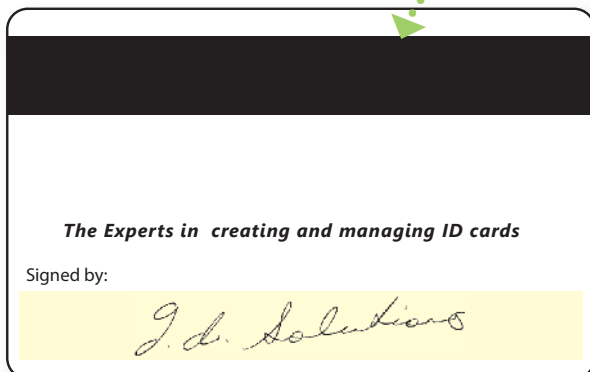 The Experts in creating and managing ID cards
Signed by:
I.d. Solutions